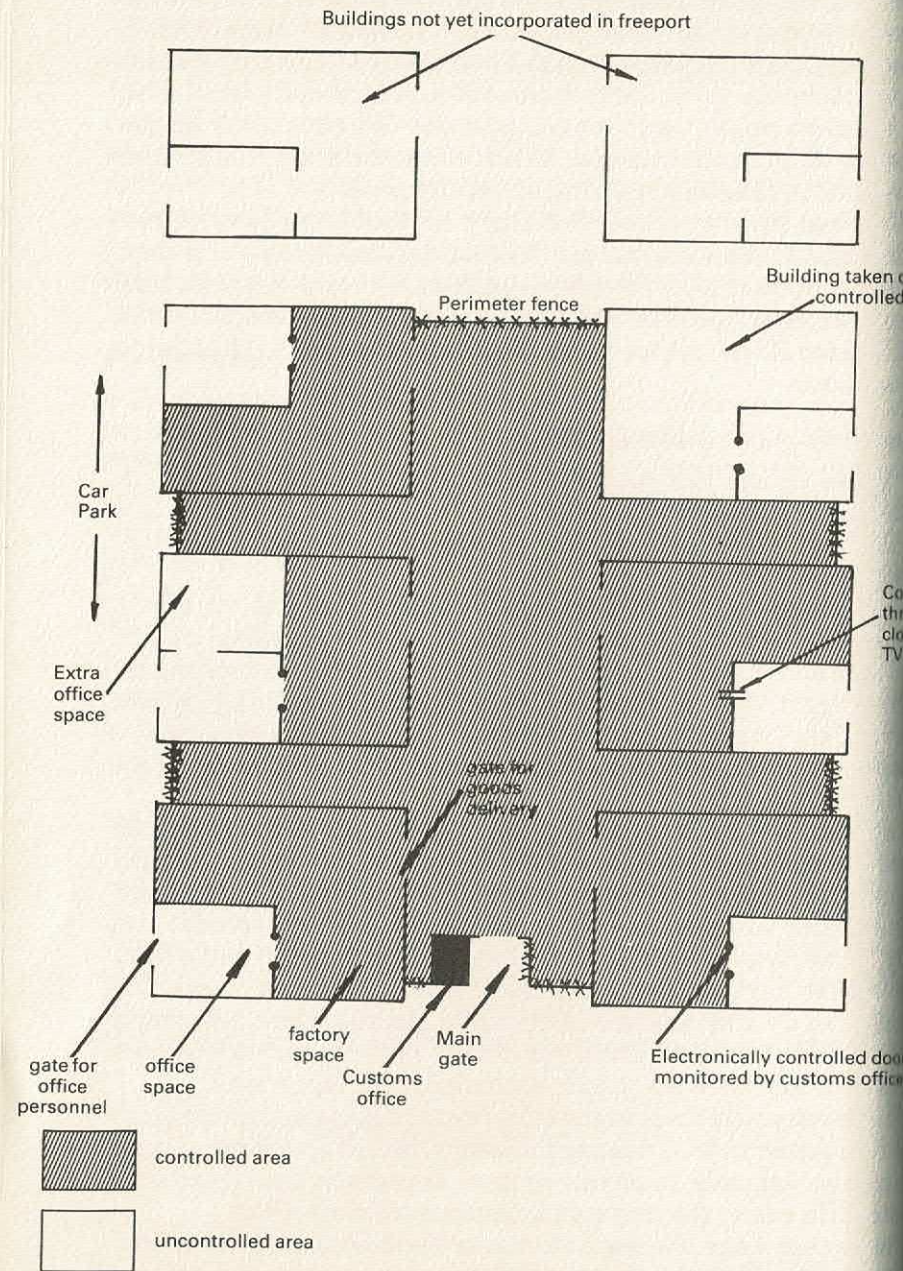 Buildings not yet incorporated in freeport
Building taken
controlled
Perimeter fence
Car
Park
Extra
office
space
TV
gate for
goods
delivery
gate for
office
personnel
office
space
factory
space
Customs
office
Main
gate
Electronically controlled
monitored by customs
controlled area
uncontrolled area